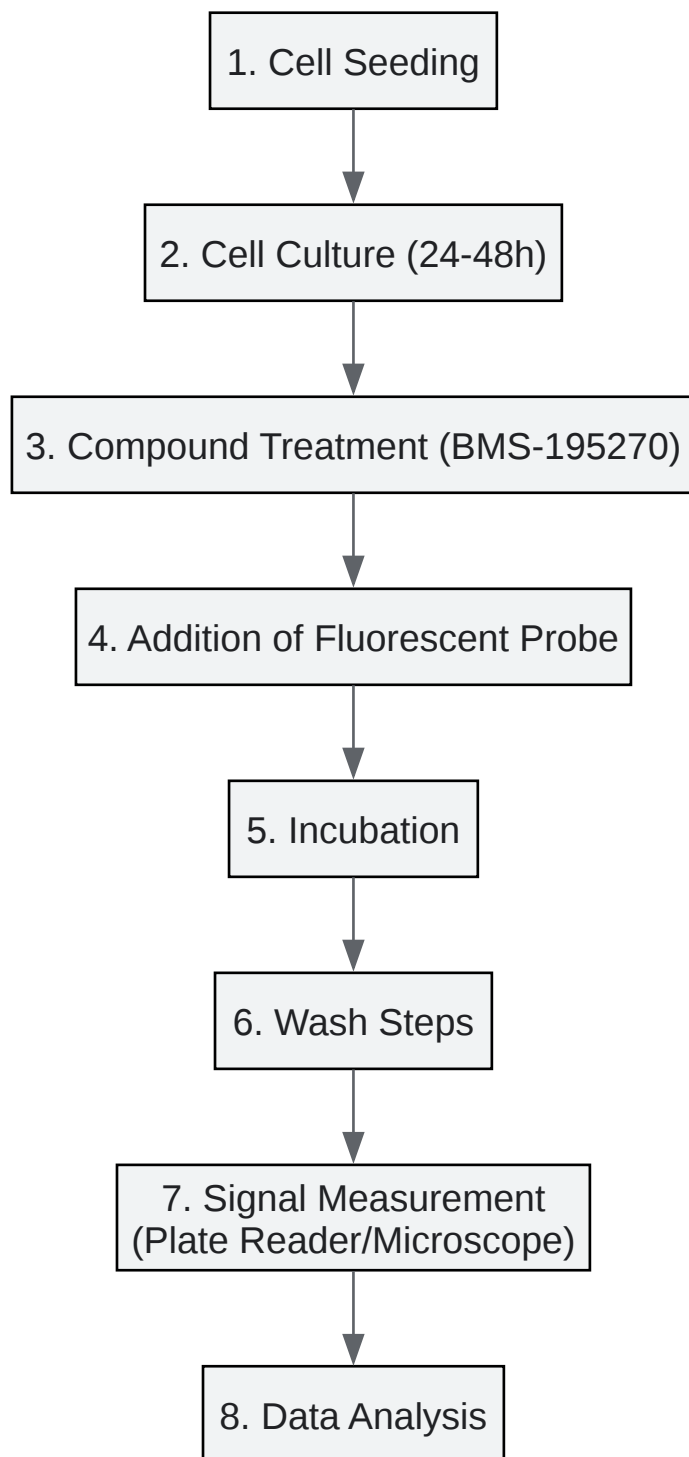 1. Cell Seeding
2. Cell Culture (24-48h)
3. Compound Treatment (BMS-195270)
4. Addition of Fluorescent Probe
5. Incubation
6. Wash Steps
7. Signal Measurement
(Plate Reader/Microscope)
8. Data Analysis